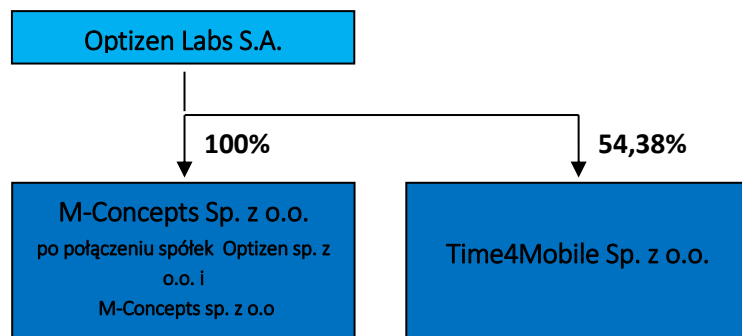 Optizen Labs S.A.
100%
54,38%
M-Concepts Sp. z o.o.
po połączeniu spółek Optizen sp. z
o.o. i
M-Concepts sp. z o.o
Time4Mobile Sp. z o.o.